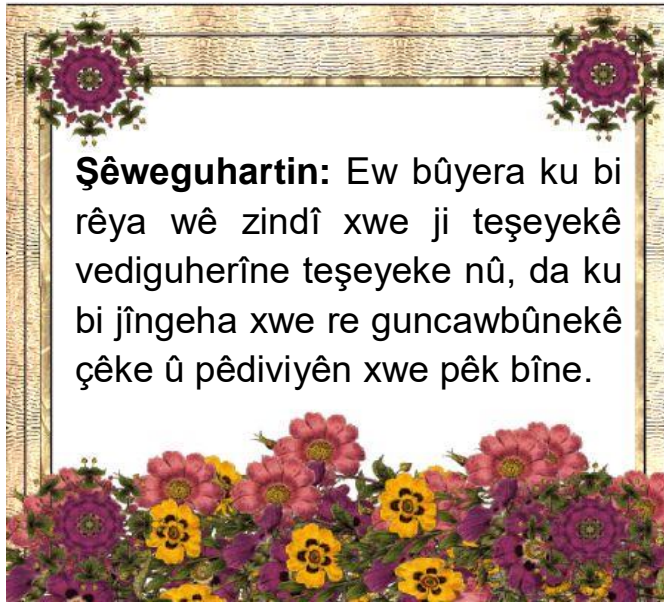 Şêweguhartin: Ew bûyera ku bi
rêya wê zindî xwe ji teşeyekê
vediguherîne teşeyeke nû, da ku
bi jîngeha xwe re guncawbûnekê
çêke û pêdiviyên xwe pêk bîne.